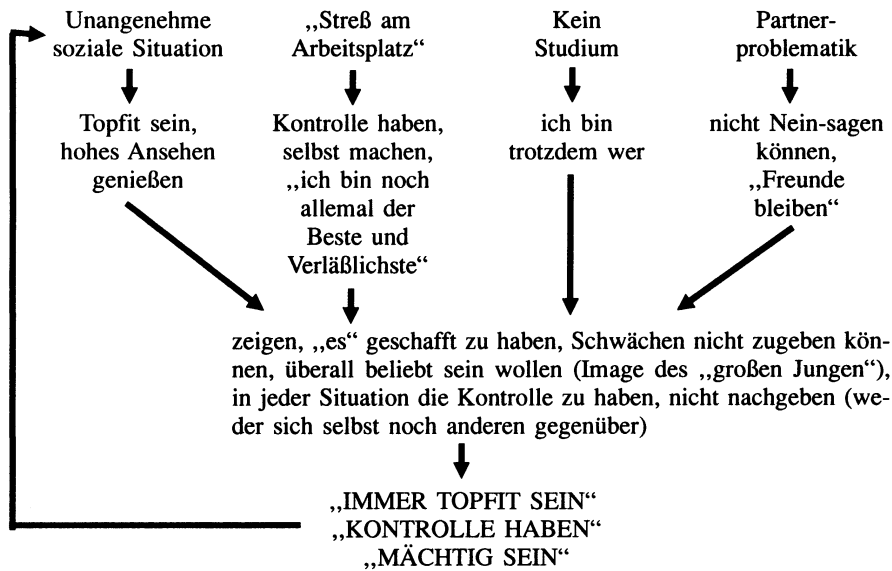 Unangenehme
soziale Situation
„Streß am
Arbeitsplatz“
Kein
Studium
Partner-
problematik
Topfit sein,
hohes Ansehen
genießen
Kontrolle haben,
selbst machen,
„ich bin noch
allemal der
Beste und
Verläßlichste“
ich bin
trotzdem wer
nicht Nein-sagen
können,
„Freunde
bleiben“
zeigen, „es“ geschafft zu haben, Schwächen nicht zugeben kön-
nen, überall beliebt sein wollen (Image des „großen Jungen“),
in jeder Situation die Kontrolle zu haben, nicht nachgeben (we-
der sich selbst noch anderen gegenüber)
„IMMER TOPFIT SEIN“
„KONTROLLE HABEN“
„MÄCHTIG SEIN“